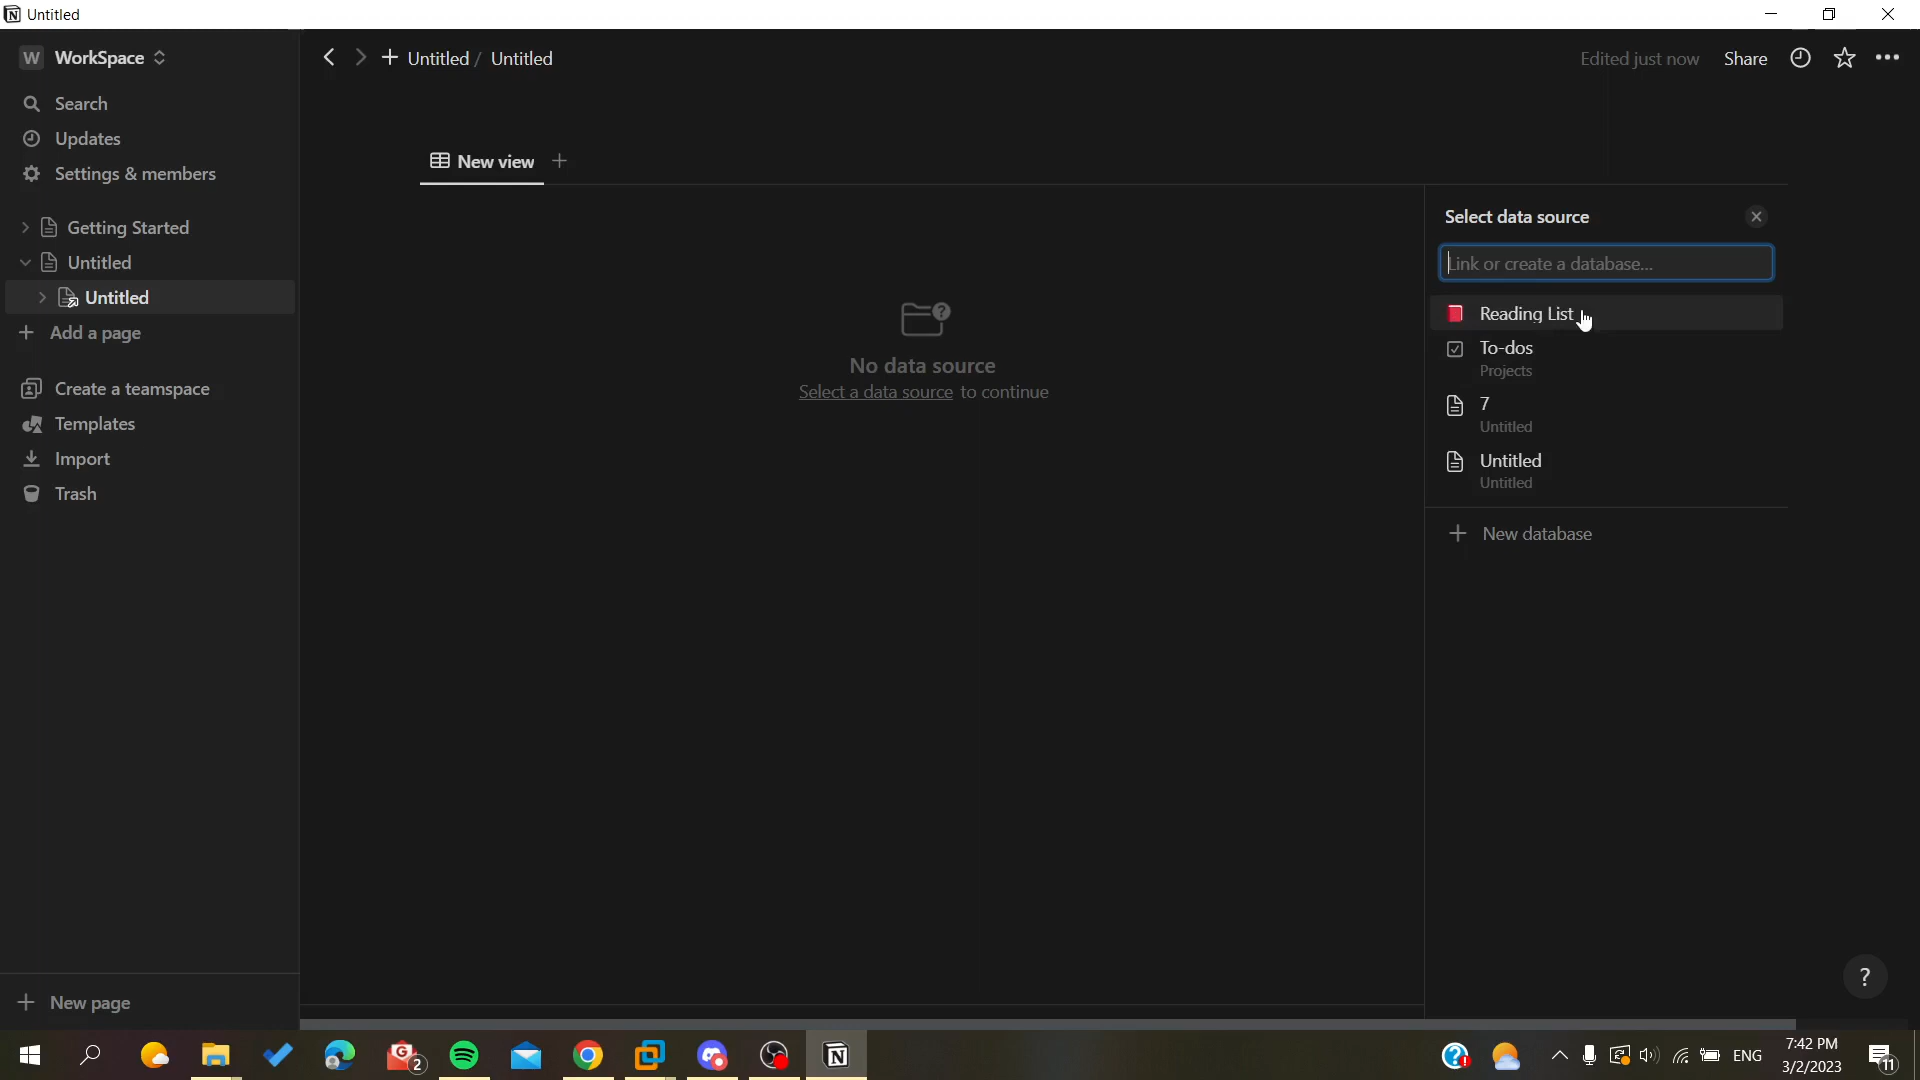 Untitled
W WorkSpace
Search
Updates
Settings & members
Getting Started
Untitled
Untitled
Add a page
Create a teamspace
Templates
Import
Trash
New page
Untitled / Untitled
Edited just now Share
New view
No data source
Select a data source to continue
Select data source
Link or create a database...
Reading List
To-dos
Projects
7
Untitled
Untitled
Untitled
New database
?
2
ENG
7:42 PM
3/2/2023
11